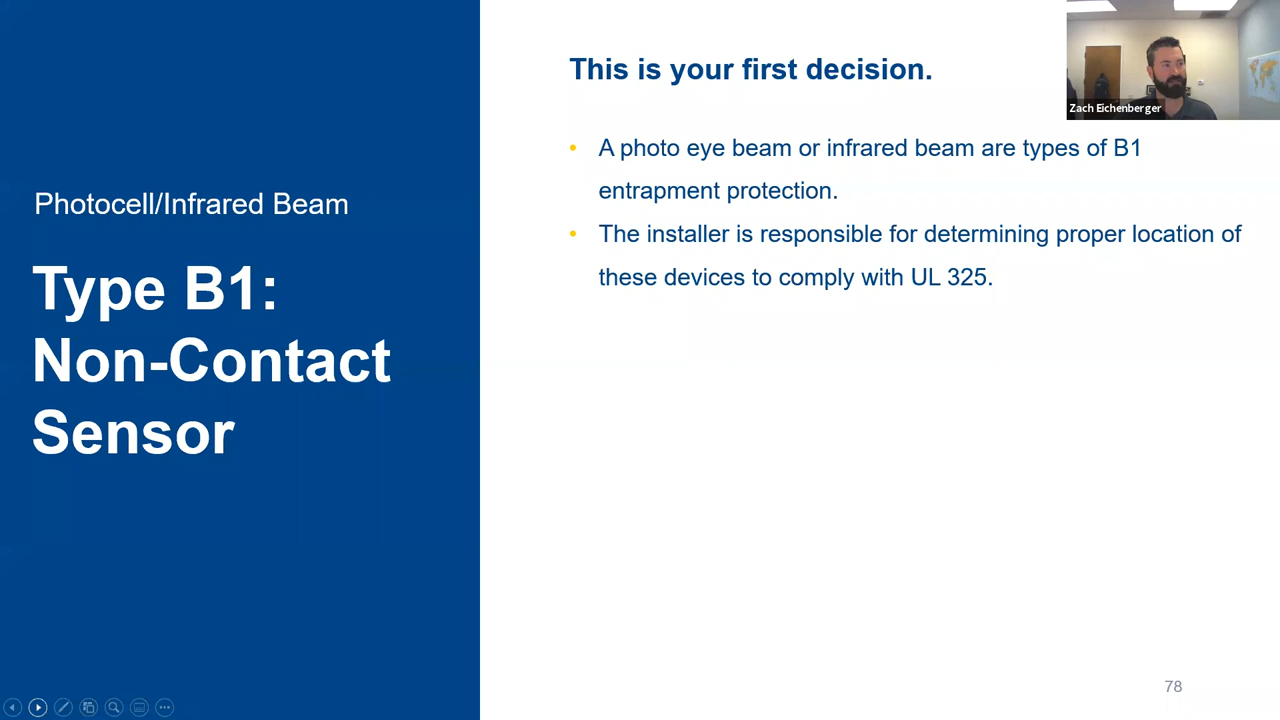 This is your first decision.
Zach Eichenberger
Photocell/Infrared Beam
Type B1:
Non-Contact
Sensor
• A photo eye beam or infrared beam are types of B1
entrapment protection.
• The installer is responsible for determining proper location of
these devices to comply with UL 325.
78